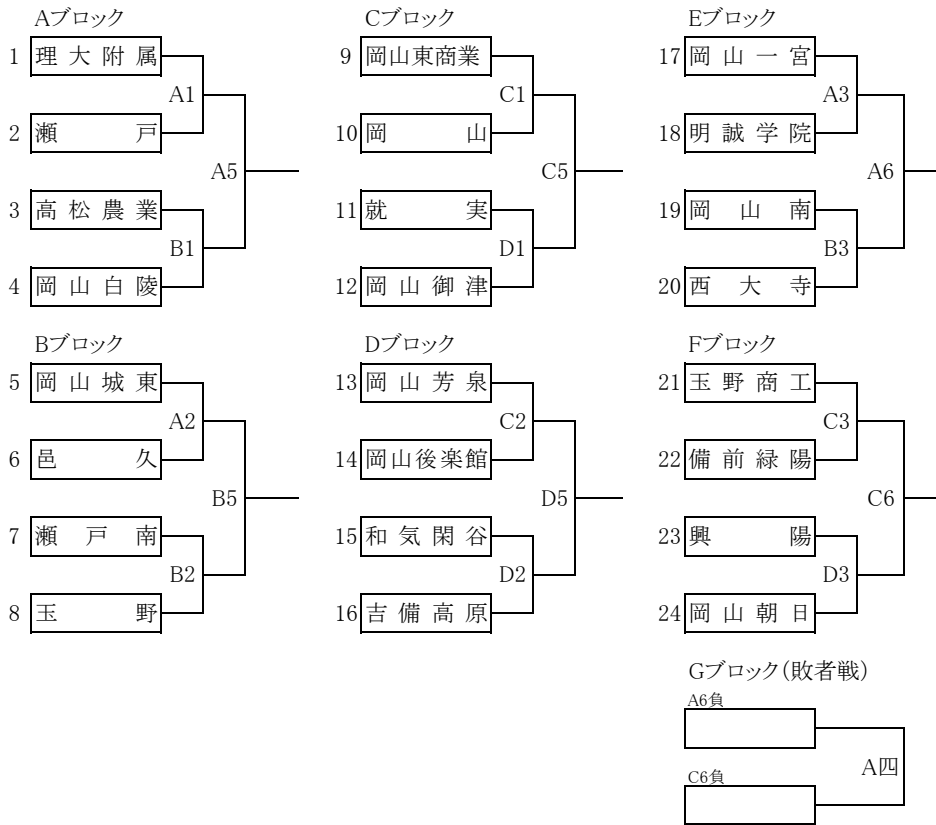 Aブロック
1 理大附属
A1
2 瀬戸
A5
3 高松農業
B1
4 岡山白陵
Bブロック
5 岡山城東
A2
6 邑久
B5
7 瀬戸南
B2
8 玉野
Cブロック
9 岡山東商業
C1
10 岡山
C5
11 就実
D1
12 岡山御津
Dブロック
13 岡山芳泉
C2
14 岡山後楽館
D5
15 和気閑谷
D2
16 吉備高原
Eブロック
17 岡山一宮
A3
18 明誠学院
A6
19 岡山南
B3
20 西大寺
Fブロック
21 玉野商工
C3
22 備前緑陽
C6
23 興陽
D3
24 岡山朝日
Gブロック(敗者戦)
A6負
A四
C6負